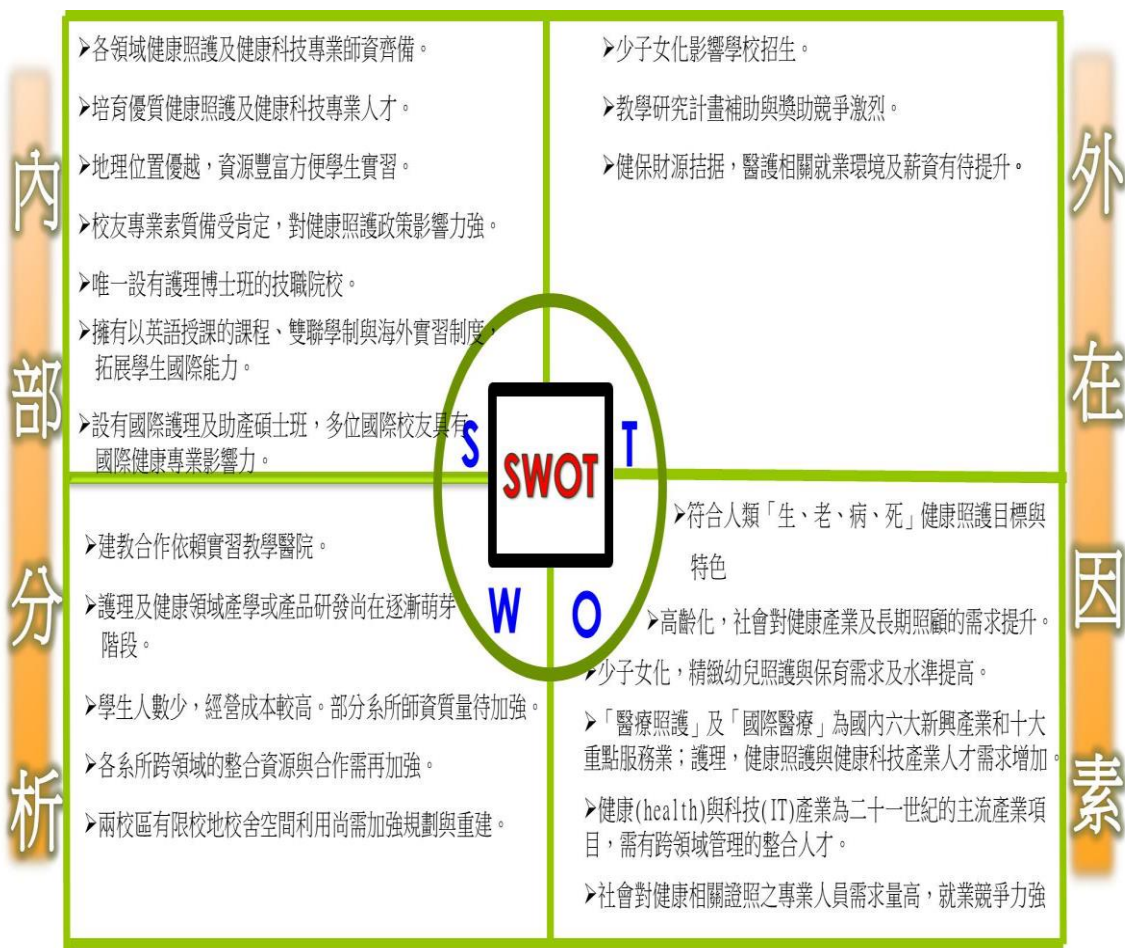 內部分析
➤各領域健康照護及健康科技專業師資齊備。
➤培育優質健康照護及健康科技專業人才。
➤地理位置優越，資源豐富方便學生實習。
➤校友專業素質備受肯定，對健康照護政策影響力強。
➤唯一設有護理博士班的技職院校。
➤擁有以英語授課的課程、雙聯學制與海外實習制度，
拓展學生國際能力。
➤設有國際護理及助產碩士班，多位國際校友具有
國際健康專業影響力。
➤少子女化影響學校招生。
➤教學研究計畫補助與獎助競爭激烈。
➤健保財源拮据，醫護相關就業環境及薪資有待提升。
S
T
SWOT
W
O
➤建教合作依賴實習教學醫院。
➤護理及健康領域產學或產品研發尚在逐漸萌芽
階段。
➤學生人數少，經營成本較高。部分系所師資質量待加強。
➤各系所跨領域的整合資源與合作需再加強。
➤兩校區有限校地校舍空間利用尚需加強規劃與重建。
➤符合人類「生、老、病、死」健康照護目標與
特色
➤高齡化，社會對健康產業及長期照顧的需求提升。
➤少子女化，精緻幼兒照護與保育需求及水準提高。
➤「醫療照護」及「國際醫療」為國內六大新興產業和十大
重點服務業；護理，健康照護與健康科技產業人才需求增加。
➤健康(health)與科技(IT)產業為二十一世紀的主流產業項
目，需有跨領域管理的整合人才。
➤社會對健康相關證照之專業人員需求量高，就業競爭力強
外在因素